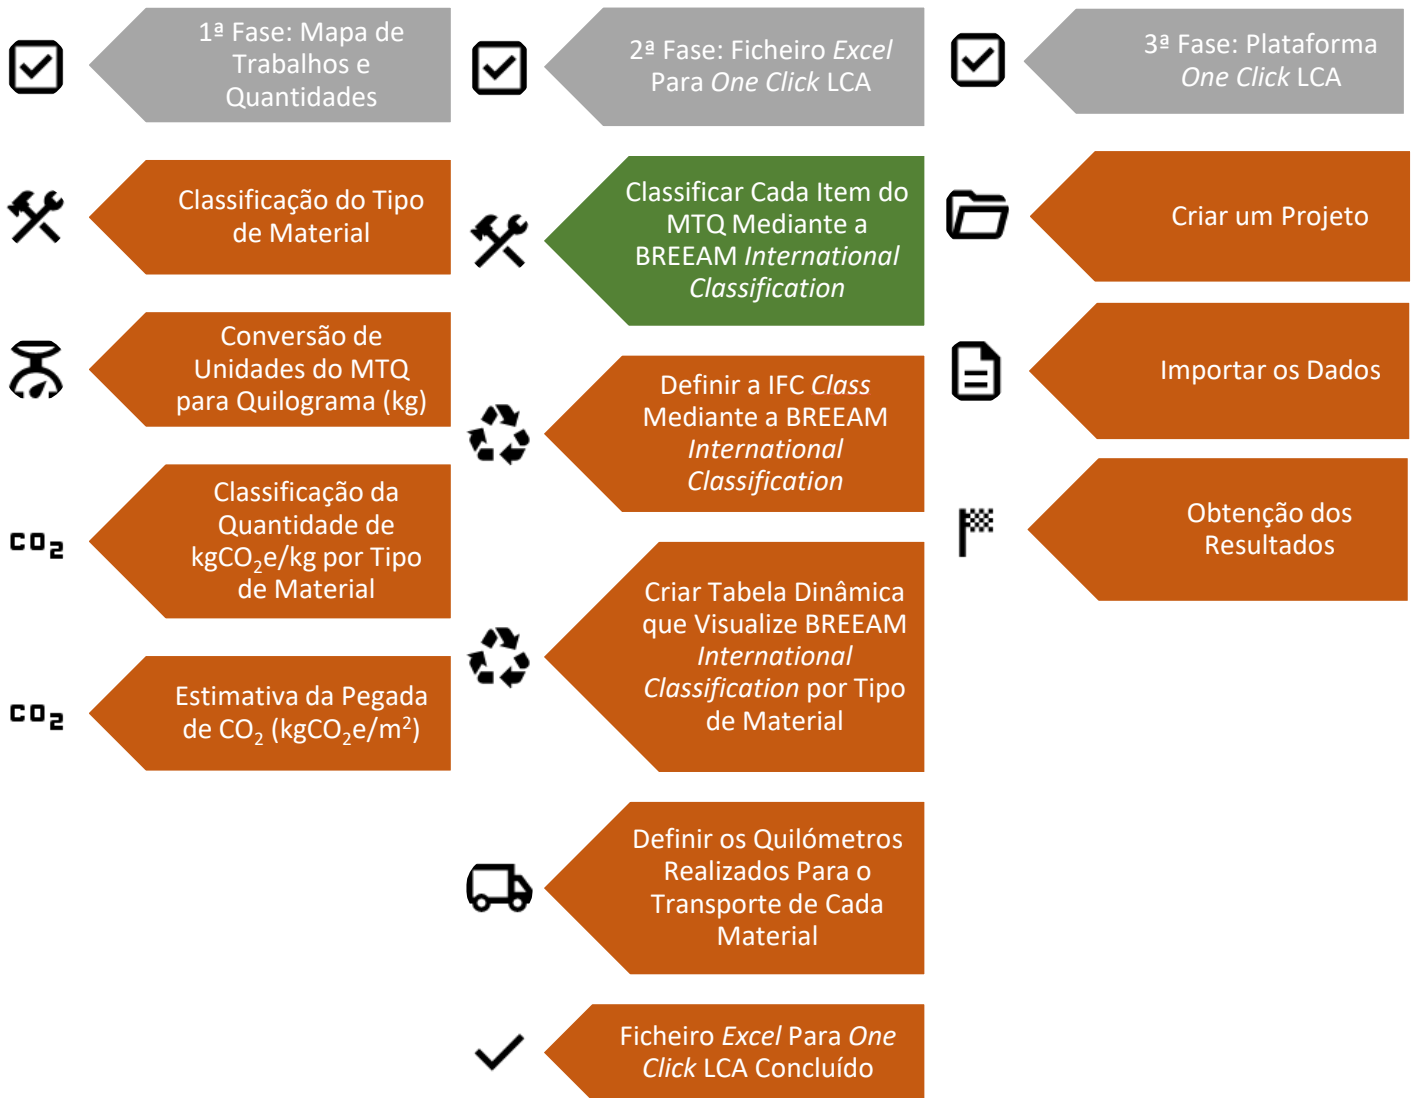 1ª Fase: Mapa de
Trabalhos e
Quantidades
Classificação do Tipo
de Material
Conversão de
Unidades do MTQ
para Quilograma (kg)
Classificação da
Quantidade de
kgCO₂e/kg por Tipo
de Material
CO₂
Estimativa da Pegada
de CO₂ (kgCO₂e/m²)
CO₂
2ª Fase: Ficheiro Excel
Para One Click LCA
Classificar Cada Item do
MTQ Mediante a
BREEAM International
Classification
Definir a IFC Class
Mediante a BREEAM
International
Classification
Criar Tabela Dinâmica
que Visualize BREEAM
International
Classification por Tipo
de Material
Definir os Quilómetros
Realizados Para o
Transporte de Cada
Material
Ficheiro Excel Para One
Click LCA Concluído
3ª Fase: Plataforma
One Click LCA
Criar um Projeto
Importar os Dados
Obtenção dos
Resultados